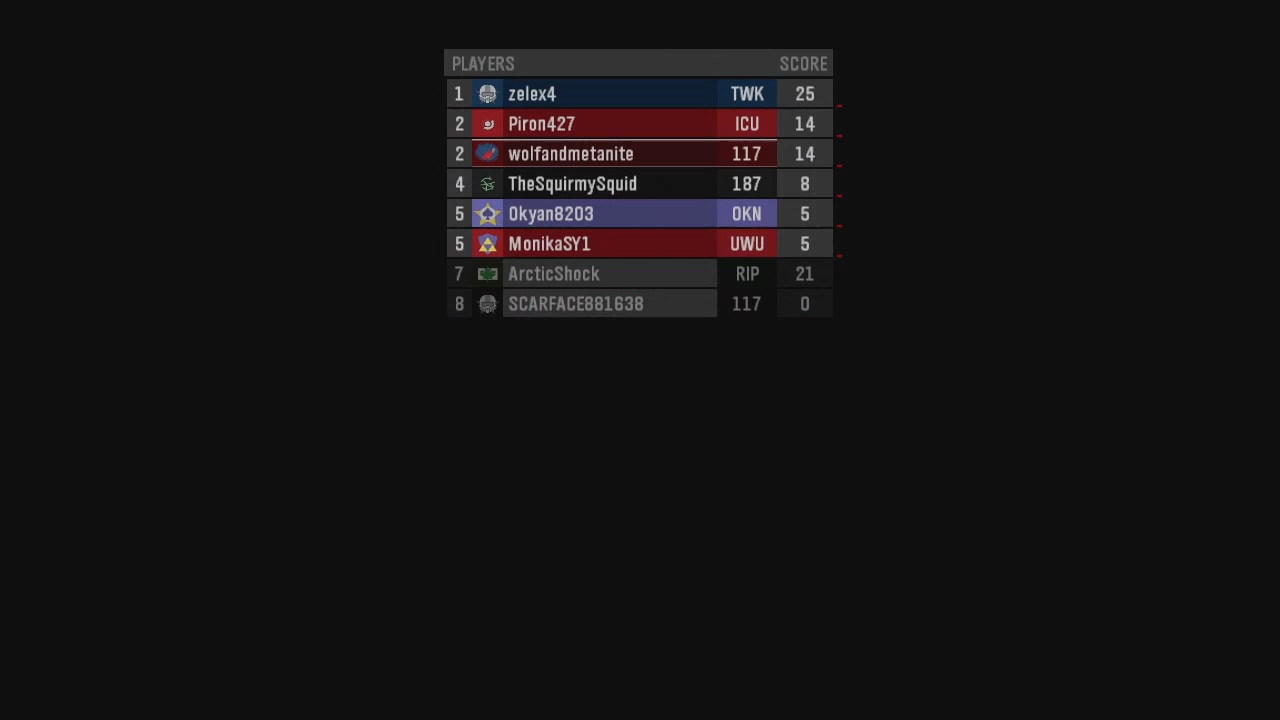 PLAYERS SCORE
1 zelex4 TWK 25
2 Piron427 ICU 14
2 wolfandmetanite 117 14
4 TheSquirmySquid 187 8
5 Okyan8203 OKN 5
5 MonikaSY1 UWU 5
7 ArcticShock RIP 21
8 SCARFACE881638 117 0